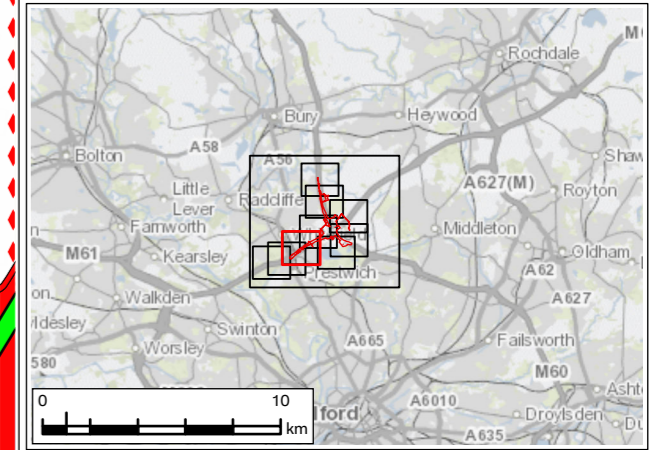 Rochdale
Bury
Heywood
A58
Bolton
A56
Shaw
A627(M)
Little
Lever
Radcliffe
Royton
Farnworth
Middleton
M61
Kearsley
Oldham
A62
Prestwich
Walkden
A627
Swinton
A665
Failsworth
Worsley
580
M60
0
10
A6010
Droylsden
km
A635